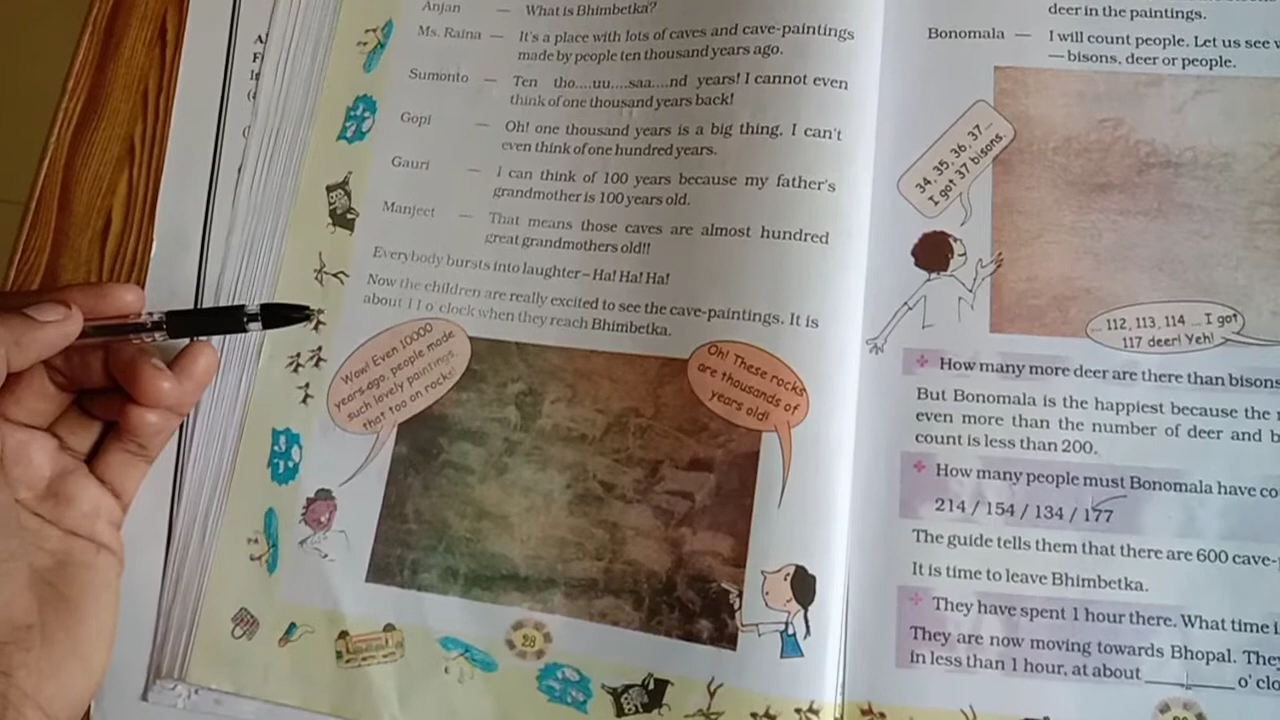 Anjan — What is Bhimbetka?
Ms. Raina — It's a place with lots of caves and cave-paintings
made by people ten thousand years ago.
Sumonto — Ten tho....uu....saa....nd years! I cannot even
think of one thousand years back!
Gopi — Oh! one thousand years is a big thing. I can't
even think of one hundred years.
Gauri — I can think of 100 years because my father's
grandmother is 100 years old.
Manjeet — That means those caves are almost hundred
great grandmothers old!!
Everybody bursts into laughter – Ha! Ha! Ha!
Now the children are really excited to see the cave-paintings. It is
about 11 o' clock when they reach Bhimbetka.
Wow! Even 10000
years ago, people made
such lovely paintings,
that too on rocks!
Oh! These rocks
are thousands of
years old!
28
deer in the paintings.
Bonomala — I will count people. Let us see
— bisons, deer or people.
34, 35, 36, 37...
I got 37 bisons.
... 112, 113, 114 ... I got
117 deer! Yeh!
How many more deer are there than bisons
But Bonomala is the happiest because the
even more than the number of deer and
count is less than 200.
How many people must Bonomala have
214 / 154 / 134 / 177
The guide tells them that there are 600 cave-
It is time to leave Bhimbetka.
They have spent 1 hour there. What time
They are now moving towards Bhopal. They
in less than 1 hour, at about ________ o'